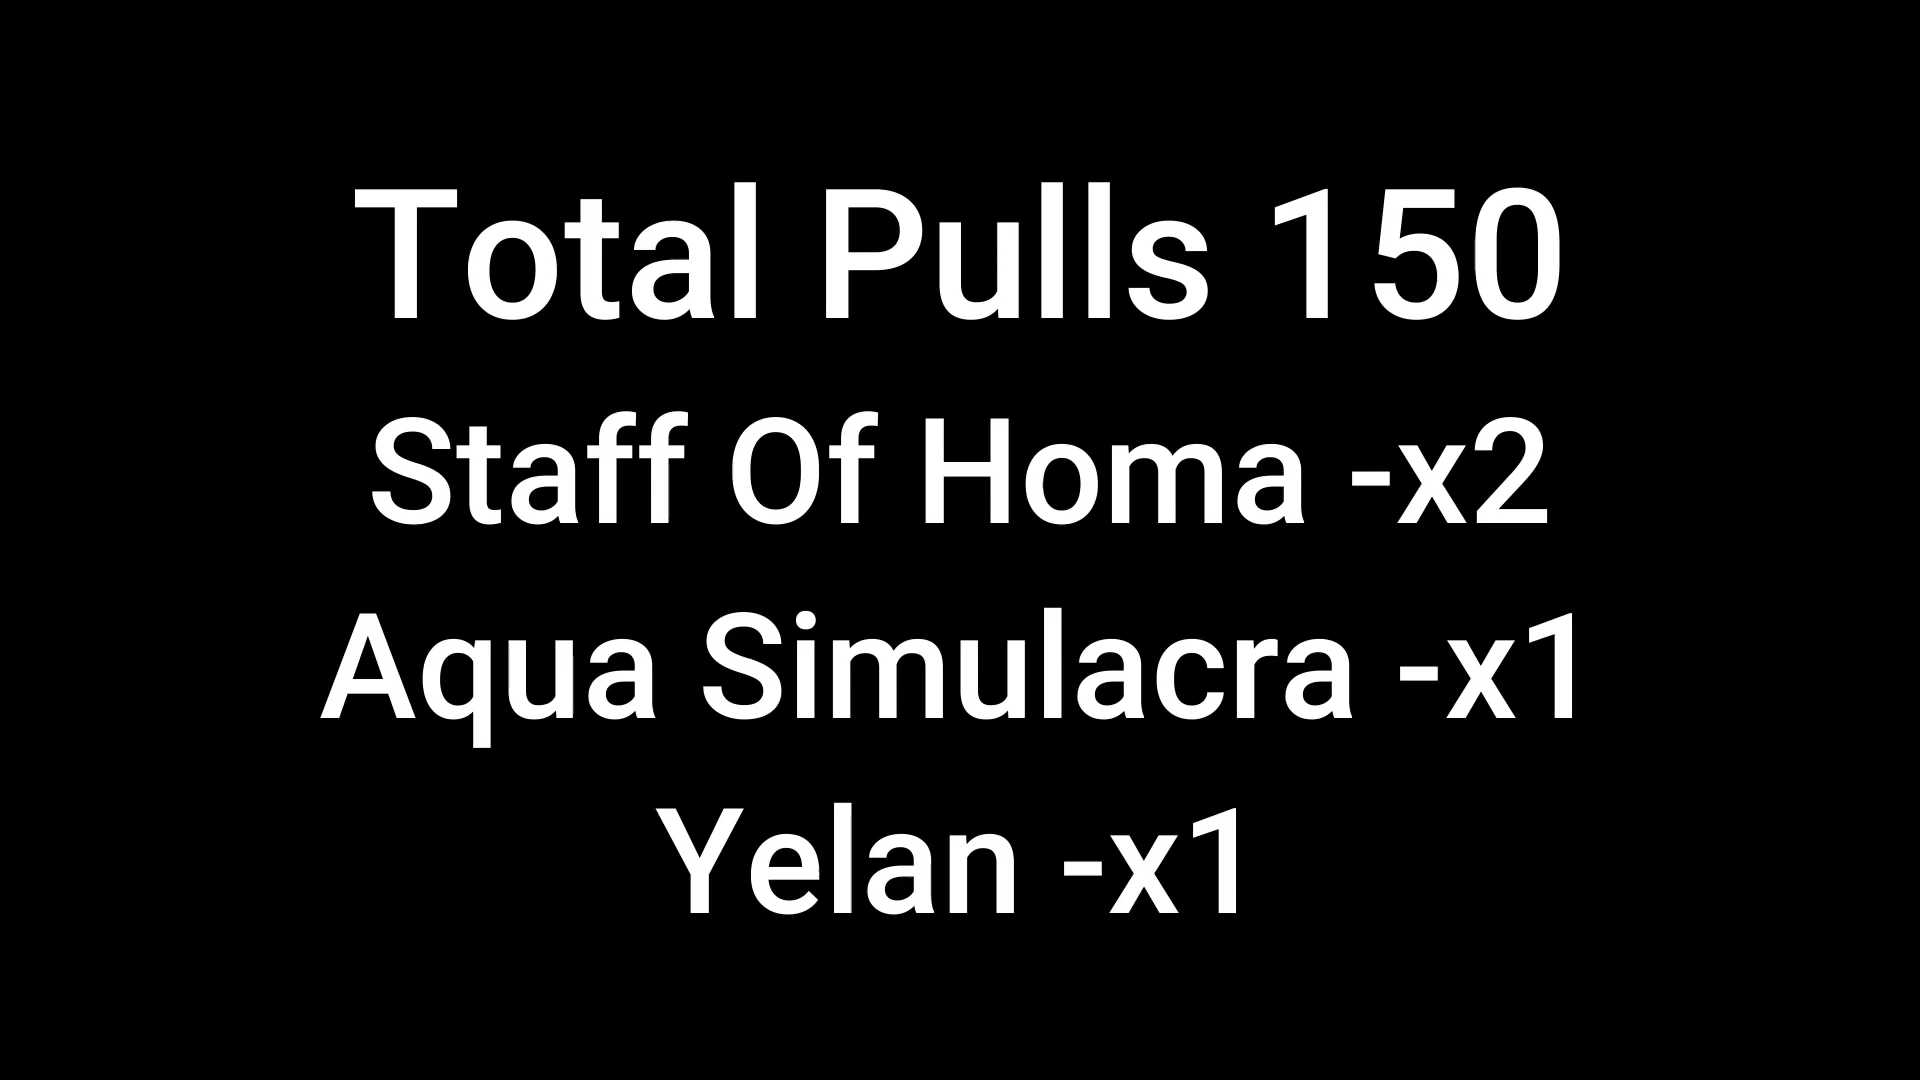 Total Pulls 150
Staff Of Homa -x2
Aqua Simulacra -x1
Yelan -x1